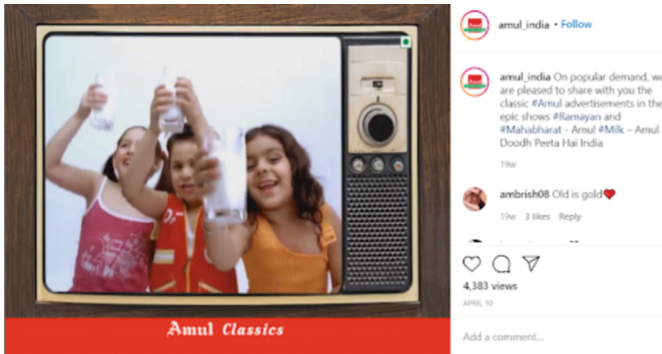 amul_india • Follow
amul_india On popular demand, we
are pleased to share with you the
classic #Amul advertisements in the
epic shows #Ramayan and
#Mahabharat - Amul #Milk – Amul
Doodh Peeta Hai India
19w
ambrish08 Old is gold❤
19w 3 likes Reply
4,383 views
APRIL 10
Add a comment...
Amul Classics